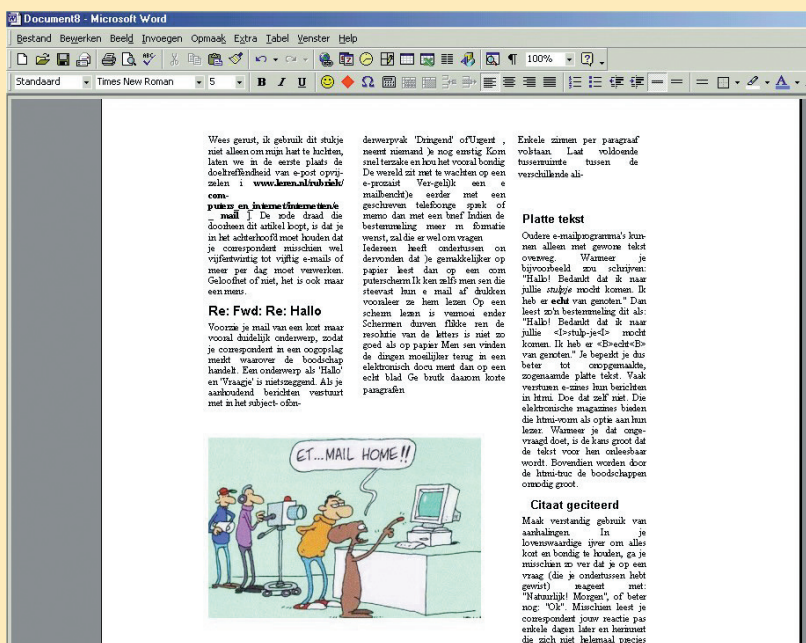 Document8 - Microsoft Word
Bestand Bewerken Beeld Invoegen Opmaak Extra Tabel Venster Help
100%
Standaard Times New Roman 5 B I U
Wees gerust, ik gebruik dit stukje
niet alleen om mijn hart te luchten,
laten we in de eerste plaats de
doeltreffendheid van e-post opvij-
zelen i www.leren.nl/rubriek/
com-
puters_en_internet/internetten/e
_ mail ]. De rode draad die
doorheen dit artikel loopt, is dat je
in het achterhoofd moet houden dat
je correspondent misschien wel
vijfentwintig tot vijftig e-mails of
meer per dag moet verwerken.
Geloofhet of niet, het is ook maar
een mens.
Re: Fwd: Re: Hallo
Voorzie je mail van een kort maar
vooral duidelijk onderwerp, zodat
je correspondent in een oogopslag
merkt waarover de boodschap
handelt. Een onderwerp als 'Hallo'
en 'Vraagje' is nietszeggend. Als je
aanhoudend berichten verstuurt
met in het subject- ofon-
derwerpvak 'Dringend' ofUrgent ,
neemt niemand )e nog ernstig Kom
snel terzake en hou het vooral bondig
De wereld zit met te wachten op een
e-prozaist Ver-gelijk een e
mailbencht)e eerder met een
geschreven telefoonge sprek of
memo dan met een bnef Indien de
bestemmeling meer m formatie
wenst, zal die er wel om vragen
Iedereen heeft ondertussen on
dervonden dat )e gemakkelijker op
papier leest dan op een com
puterscherm Ik ken zelfs men sen die
steevast hun e mail af drukken
vooraleer ze hem lezen Op een
scherm lezen is vermoei ender
Schermen durven flikke ren de
resolutie van de letters is niet zo
goed als op papier Men sen vinden
de dingen moeilijker terug in een
elektronisch docu ment dan op een
echt blad Ge bruik daarom korte
paragrafen
Enkele zinnen per paragraaf
volstaan. Laat voldoende
tussenruimte tussen de
verschillende ali-
Platte tekst
Oudere e-mailprogramma's kun-
nen alleen met gewone tekst
overweg. Wanneer je
bijvoorbeeld zou schrijven:
"Hallo! Bedankt dat ik naar
jullie stulpje mocht komen. Ik
heb er echt van genoten." Dan
leest zo'n bestemmeling dit als:
"Hallo! Bedankt dat ik naar
jullie <I>stulp-je<I> mocht
komen. Ik heb er <B>echt<B>
van genoten." Je beperkt je dus
beter tot onopgemaakte,
zogenaamde platte tekst. Vaak
versturen e-zines hun berichten
in html. Doe dat zelf niet. Die
elektronische magazines bieden
die html-vorm als optie aan hun
lezer. Wanneer je dat onge-
vraagd doet, is de kans groot dat
de tekst voor hen onleesbaar
wordt. Bovendien worden door
de html-truc de boodschappen
onnodig groot.
Citaat geciteerd
Maak verstandig gebruik van
aanhalingen. In je
lovenswaardige ijver om alles
kort en bondig te houden, ga je
misschien zo ver dat je op een
vraag (die je ondertussen hebt
gewist) reageert met:
"Natuurlijk! Morgen", of beter
nog: "Ok". Misschien leest je
correspondent jouw reactie pas
enkele dagen later en herinnert
die zich niet helemaal precies
ET...MAIL HOME!!